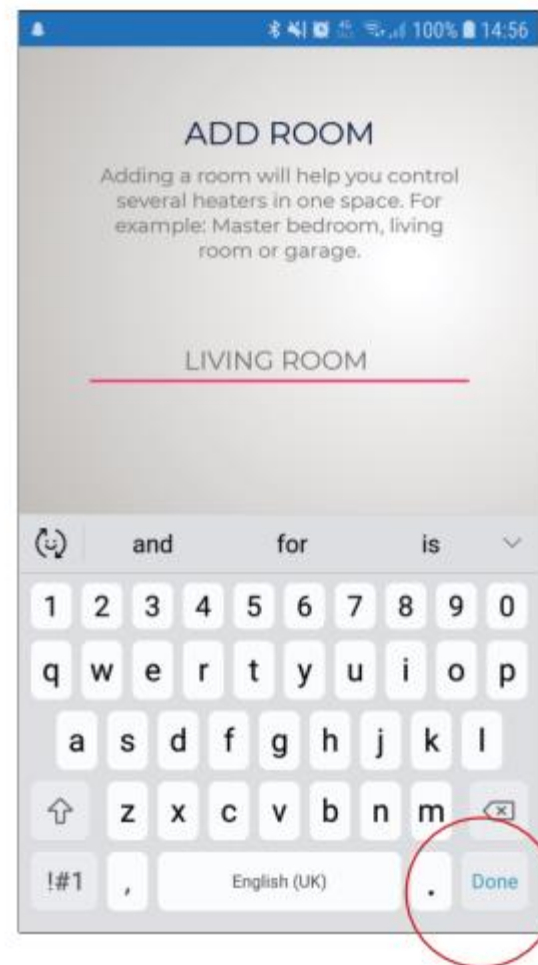 100% 14:56
ADD ROOM
Adding a room will help you control
several heaters in one space. For
example: Master bedroom, living
room or garage.
LIVING ROOM
and for is
1 2 3 4 5 6 7 8 9 0
q w e r t y u i o p
a s d f g h j k l
z x c v b n m
!#1 , English (UK) . Done